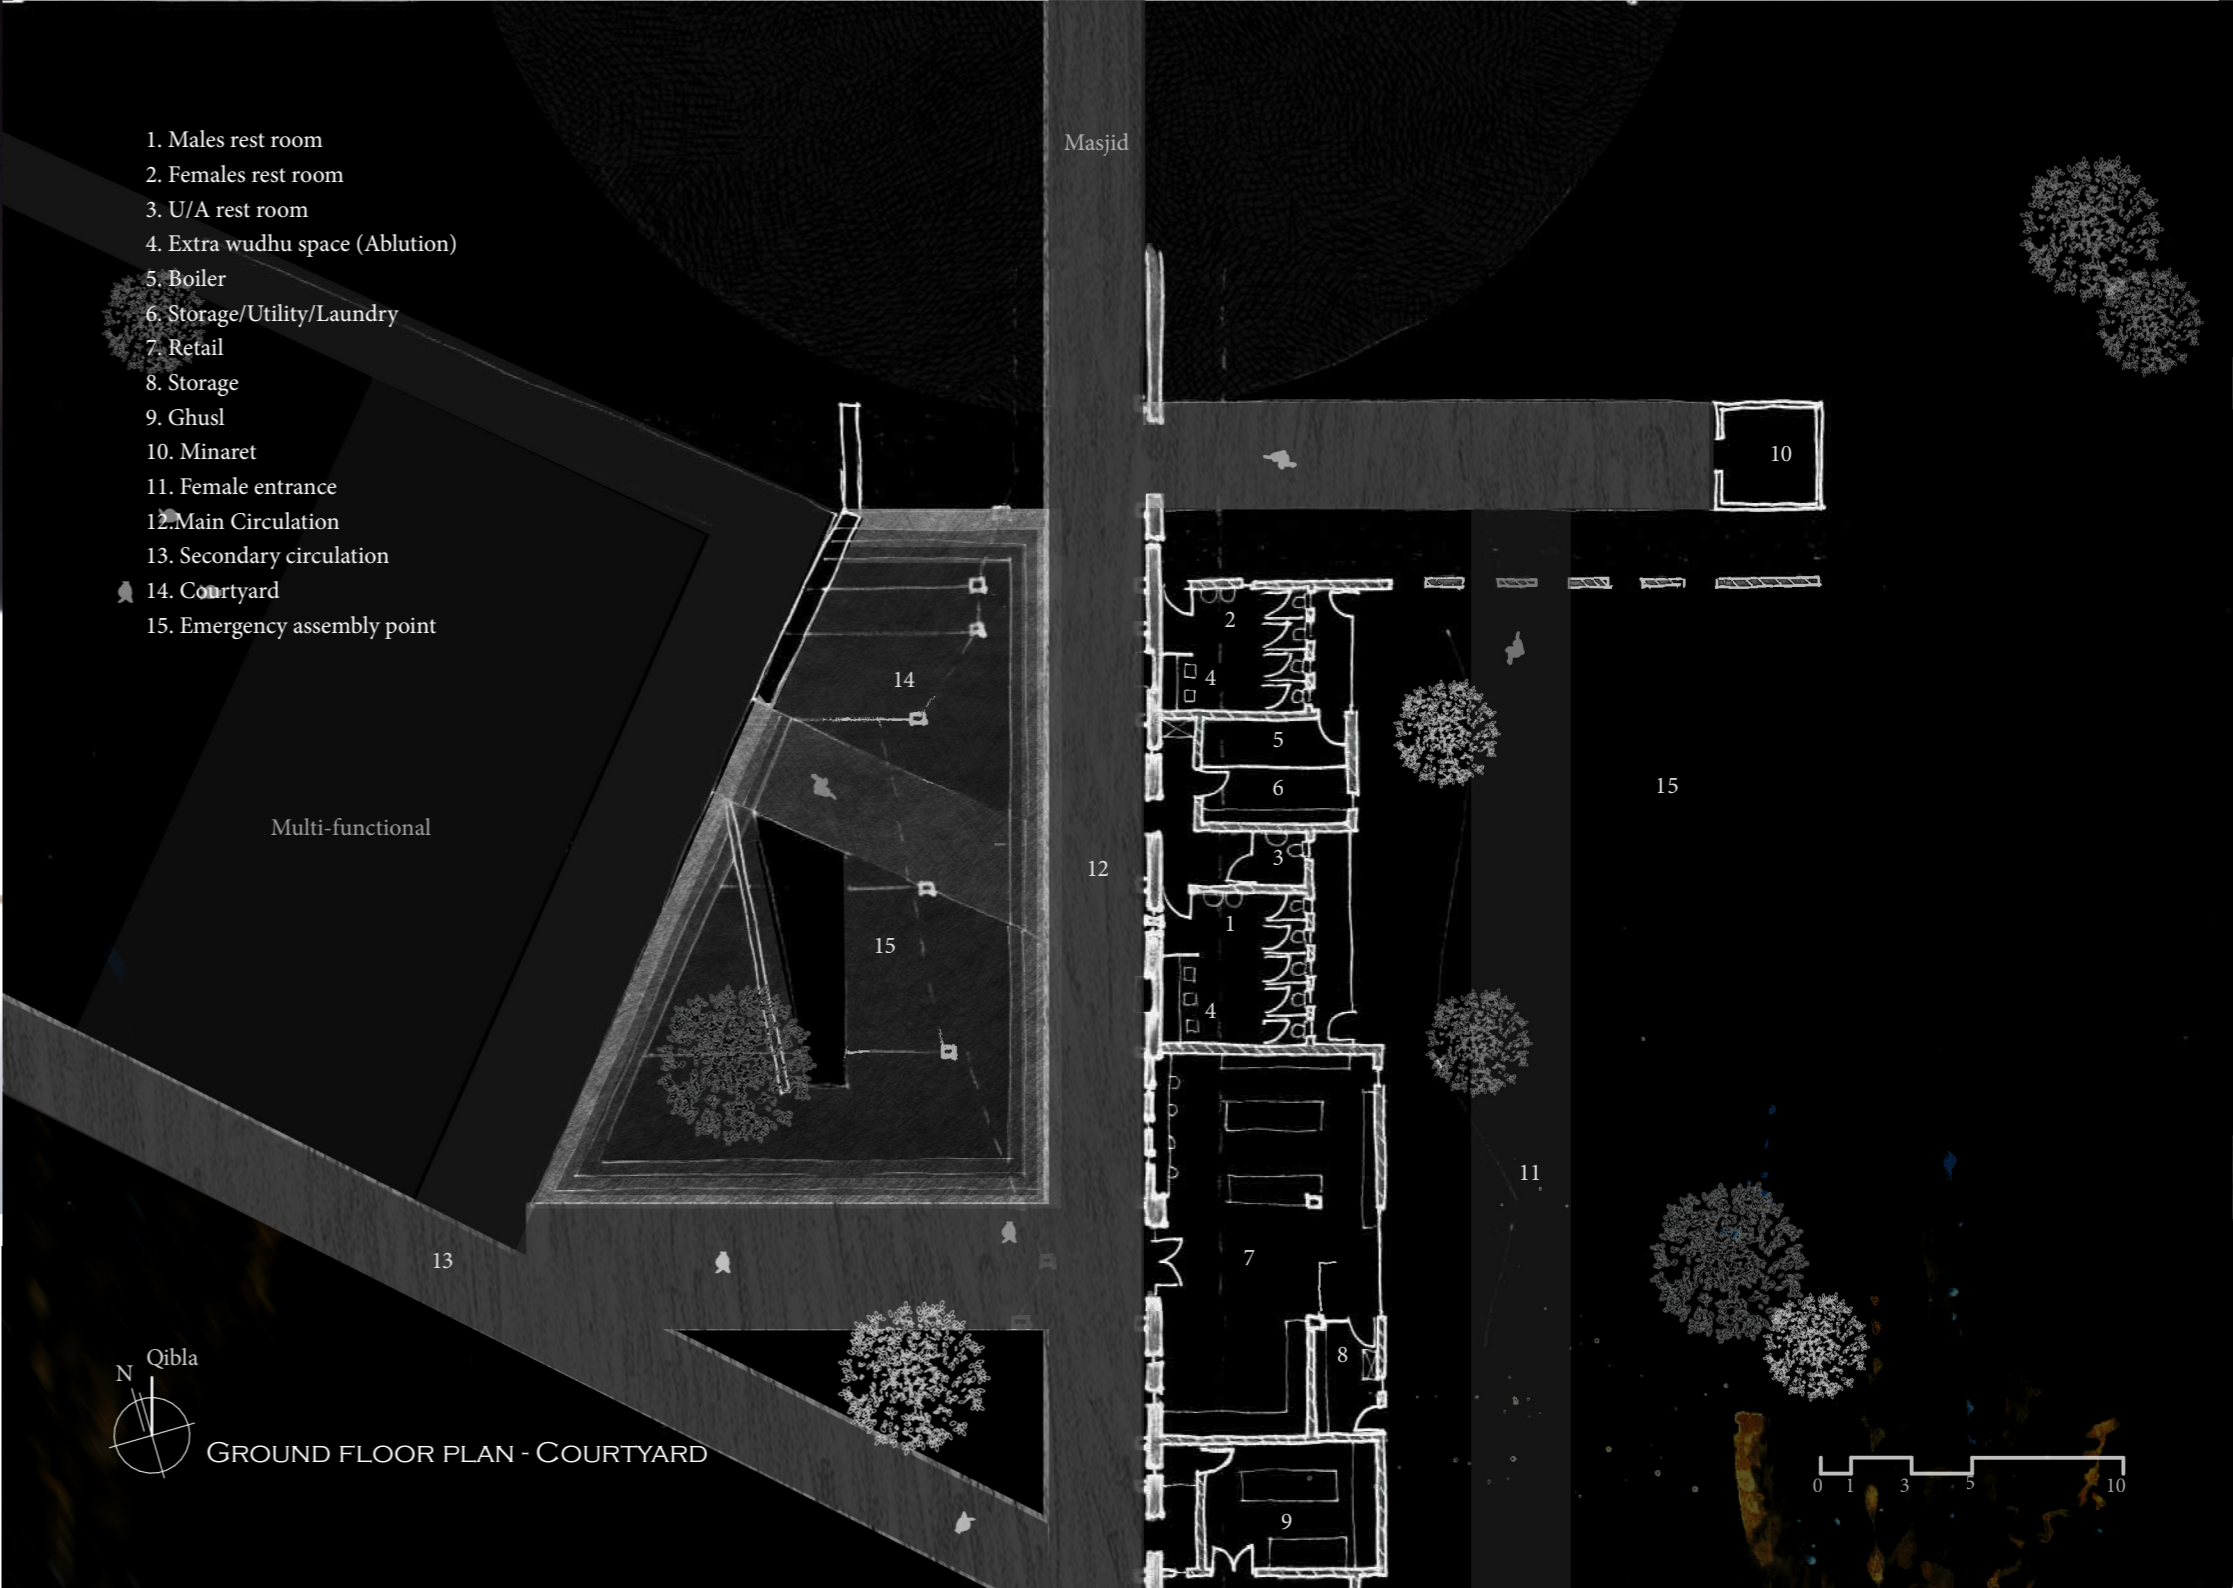 Masjid
1. Males rest room
2. Females rest room
3. U/A rest room
4. Extra wudhu space (Ablution)
5. Boiler
6. Storage/Utility/Laundry
7. Retail
8. Storage
9. Ghusl
10. Minaret
11. Female entrance
12.Main Circulation
13. Secondary circulation
14. Courtyard
15. Emergency assembly point
10
2
4
14
5
6
15
Multi-functional
3
12
1
15
4
11
7
13
8
9
N
Qibla
GROUND FLOOR PLAN - COURTYARD
0 1 3 5 10